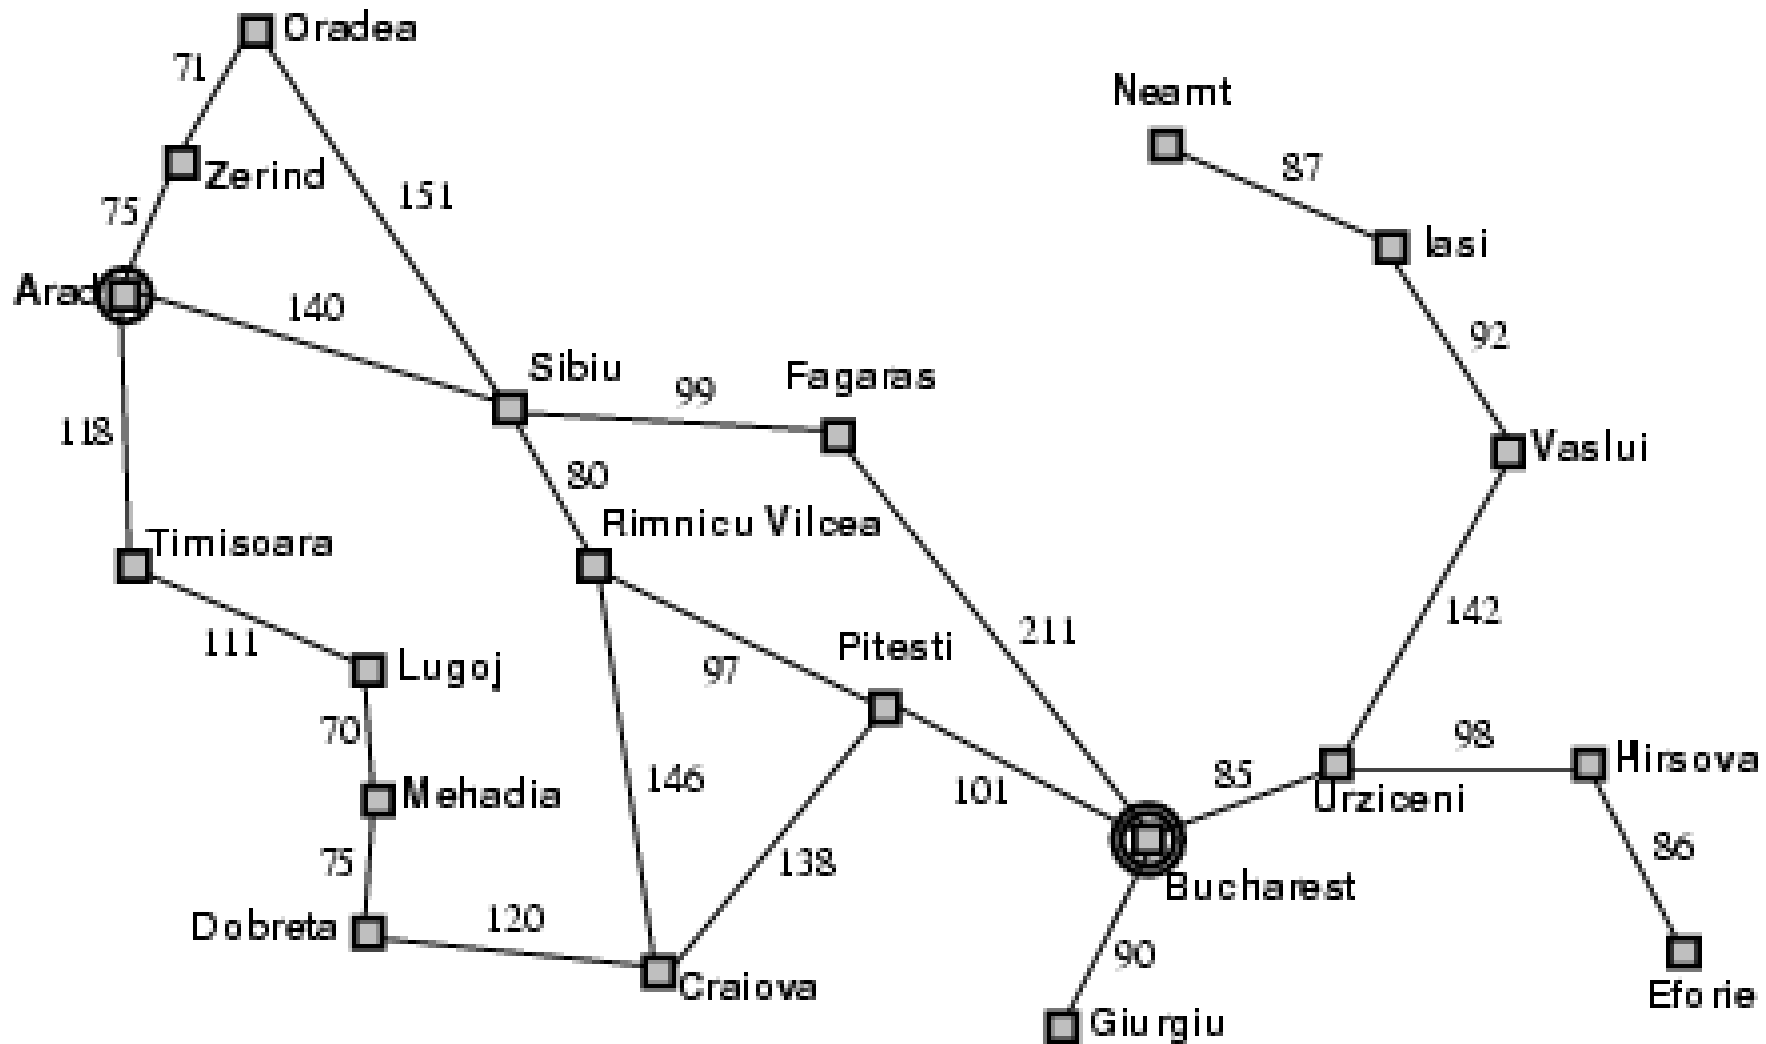 Oradea
71
Neamt
87
Zerind
151
75
Iasi
Arad
140
92
Sibiu
Fagaras
99
118
Vaslui
80
Rimnicu Vilcea
Timisoara
142
211
111
Pitesti
Lugoj
97
70
98
Hirsova
146
85
Mehadia
101
Urziceni
75
138
86
Bucharest
120
Dobreta
90
Craiova
Eforie
Giurgiu